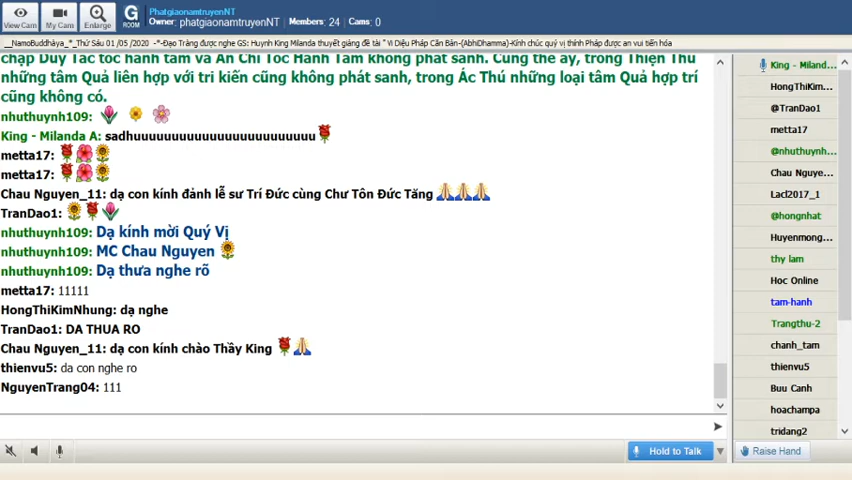 View Cam
My Cam
Enlarge
G
ROOM
PhatgiaonamtruyenNT
Owner: phatgiaonamtruyenNT Members: 24 Cams: 0
__NamoBuddhàya_*_Thứ Sáu 01 /05 /2020 -*-Đạo Tràng được nghe GS: Huynh King Milanda thuyết giảng đề tài " Vi Diệu Pháp Căn Bản-(AbhiDhamma)-Kính chúc quý vị thính Pháp được an vui tiến hóa
chập Duy Tác tốc hành tâm và Ân Chỉ Tốc Hành Tâm không phát sanh. Cũng thế ấy, trong Thiện Thú
những tâm Quả liên hợp với tri kiến cũng không phát sanh, trong Ác Thú những loại tâm Quả hợp trí
cũng không có.
nhuthuynh109:
King - Milanda A: sadhuuuuuuuuuuuuuuuuuuuuuuuu
metta17:
metta17:
Chau Nguyen_11: dạ con kính đảnh lễ sư Trí Đức cùng Chư Tôn Đức Tăng
TranDao1:
nhuthuynh109: Dạ kính mời Quý Vị
nhuthuynh109: MC Chau Nguyen
nhuthuynh109: Dạ thưa nghe rõ
metta17: 11111
HongThiKimNhung: dạ nghe
TranDao1: DA THUA RO
Chau Nguyen_11: dạ con kính chào Thầy King
thienvu5: da con nghe ro
NguyenTrang04: 111
King - Miland...
HongThiKim...
@TranDao1
metta17
@nhuthuynh...
Chau Nguye...
Lacl2017_1
@hongnhat
Huyenmong...
thy lam
Hoc Online
tam-hanh
Trangthu-2
chanh_tam
thienvu5
Buu Canh
hoachampa
tridang2
Hold to Talk
Raise Hand